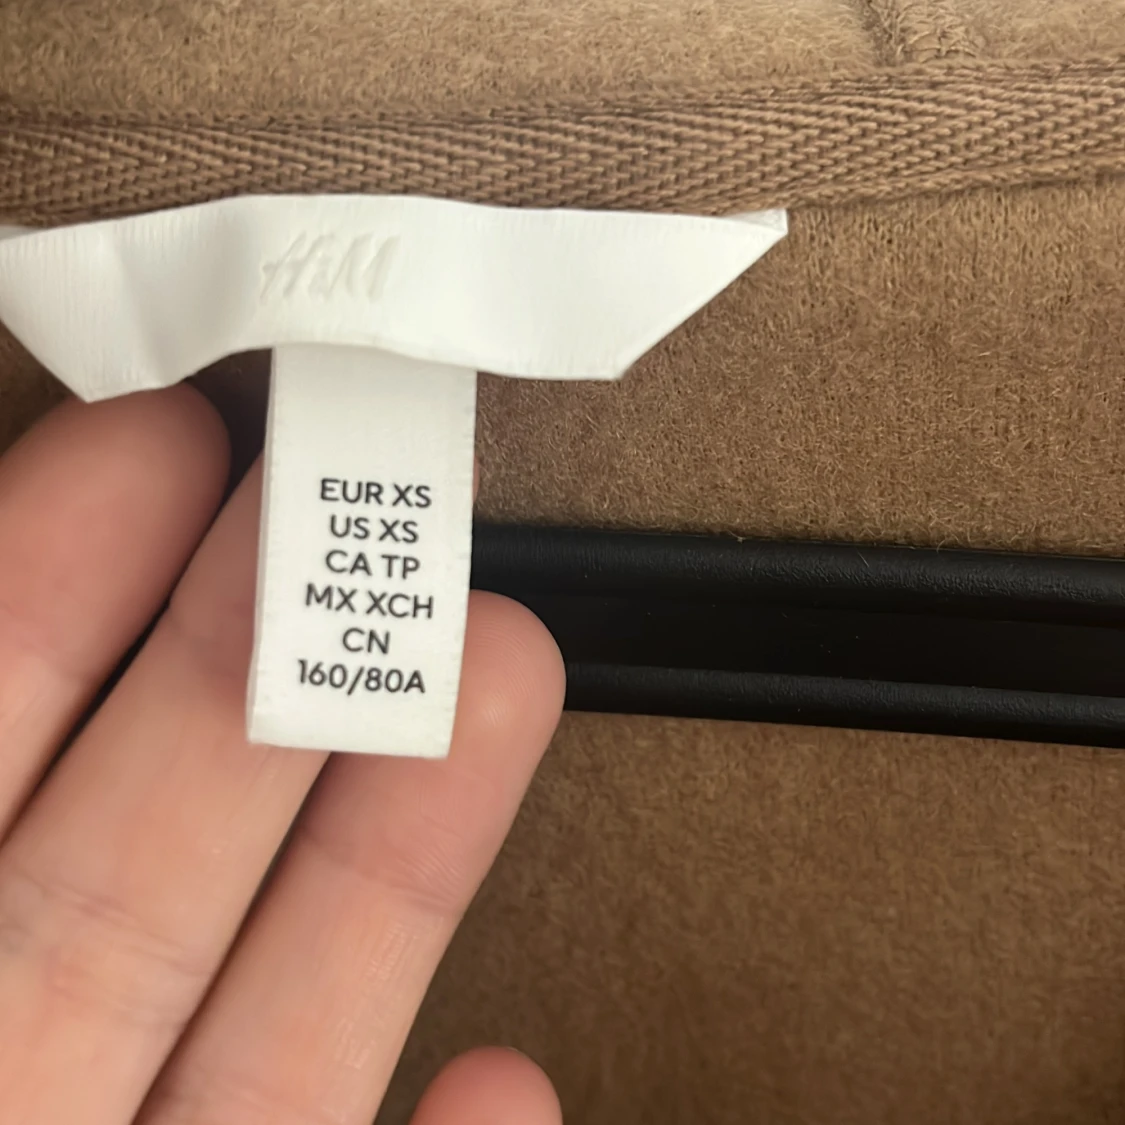 H&M
EUR XS
US XS
CA TP
MX XCH
CN
160/80A